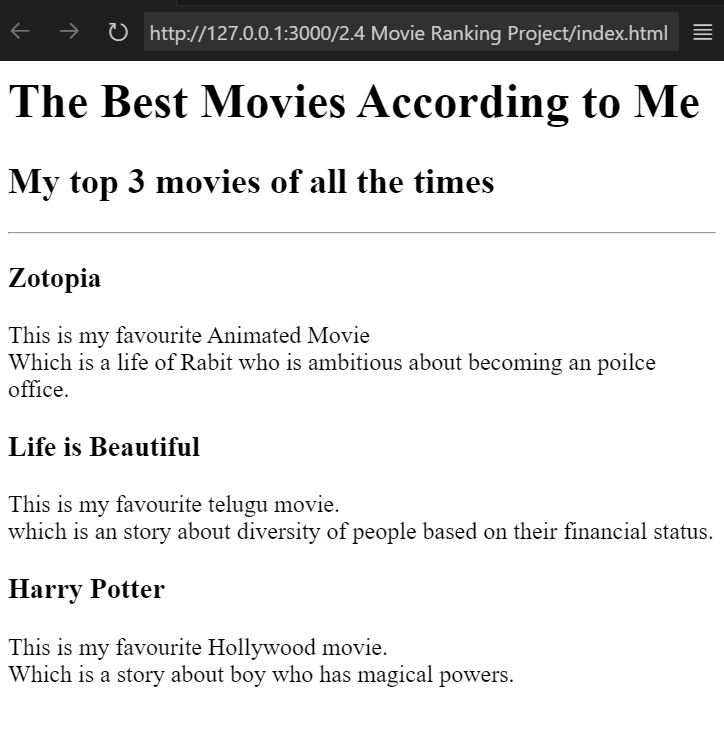 http://127.0.0.1:3000/2.4 Movie Ranking Project/index.html
The Best Movies According to Me
My top 3 movies of all the times
Zotopia
This is my favourite Animated Movie
Which is a life of Rabit who is ambitious about becoming an poilce
office.
Life is Beautiful
This is my favourite telugu movie.
which is an story about diversity of people based on their financial status.
Harry Potter
This is my favourite Hollywood movie.
Which is a story about boy who has magical powers.